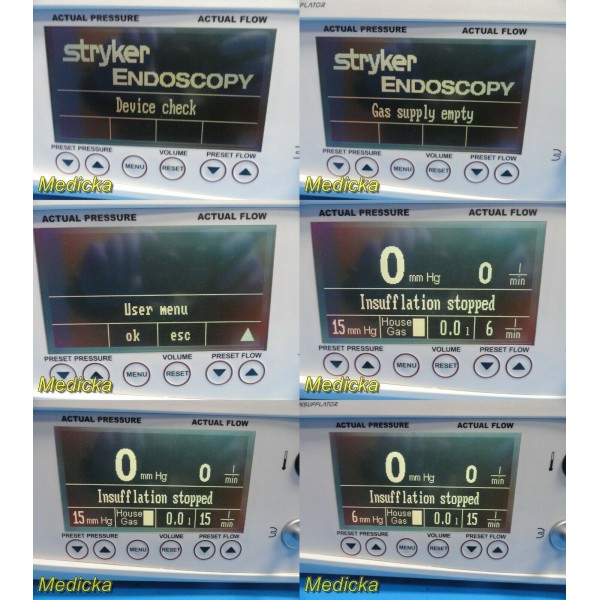 ACTUAL PRESSURE ACTUAL FLOW
stryker
ENDOSCOPY
Device check
PRESET PRESSURE VOLUME PRESET FLOW
MENU RESET
Medicka
stryker
ENDOSCOPY
Gas supply empty
PRESET PRESSURE VOLUME PRESET FLOW
MENU RESET
3
Medicka
ACTUAL PRESSURE ACTUAL FLOW
User menu
ok esc
PRESET PRESSURE VOLUME PRESET FLOW
MENU RESET
Medicka
ACTUAL PRESSURE ACTUAL FLOW
0 mm Hg 0 l/min
Insufflation stopped
15 mm Hg House Gas 0.0 l 6 l/min
PRESET PRESSURE VOLUME PRESET FLOW
MENU RESET
Medicka
ACTUAL PRESSURE ACTUAL FLOW
0 mm Hg 0 l/min
Insufflation stopped
15 mm Hg House Gas 0.0 l 15 l/min
PRESET PRESSURE VOLUME PRESET FLOW
MENU RESET
3
Medicka
ACTUAL PRESSURE ACTUAL FLOW
0 mm Hg 0 l/min
Insufflation stopped
6 mm Hg House Gas 0.0 l 15 l/min
PRESET PRESSURE VOLUME PRESET FLOW
MENU RESET
3
Medicka